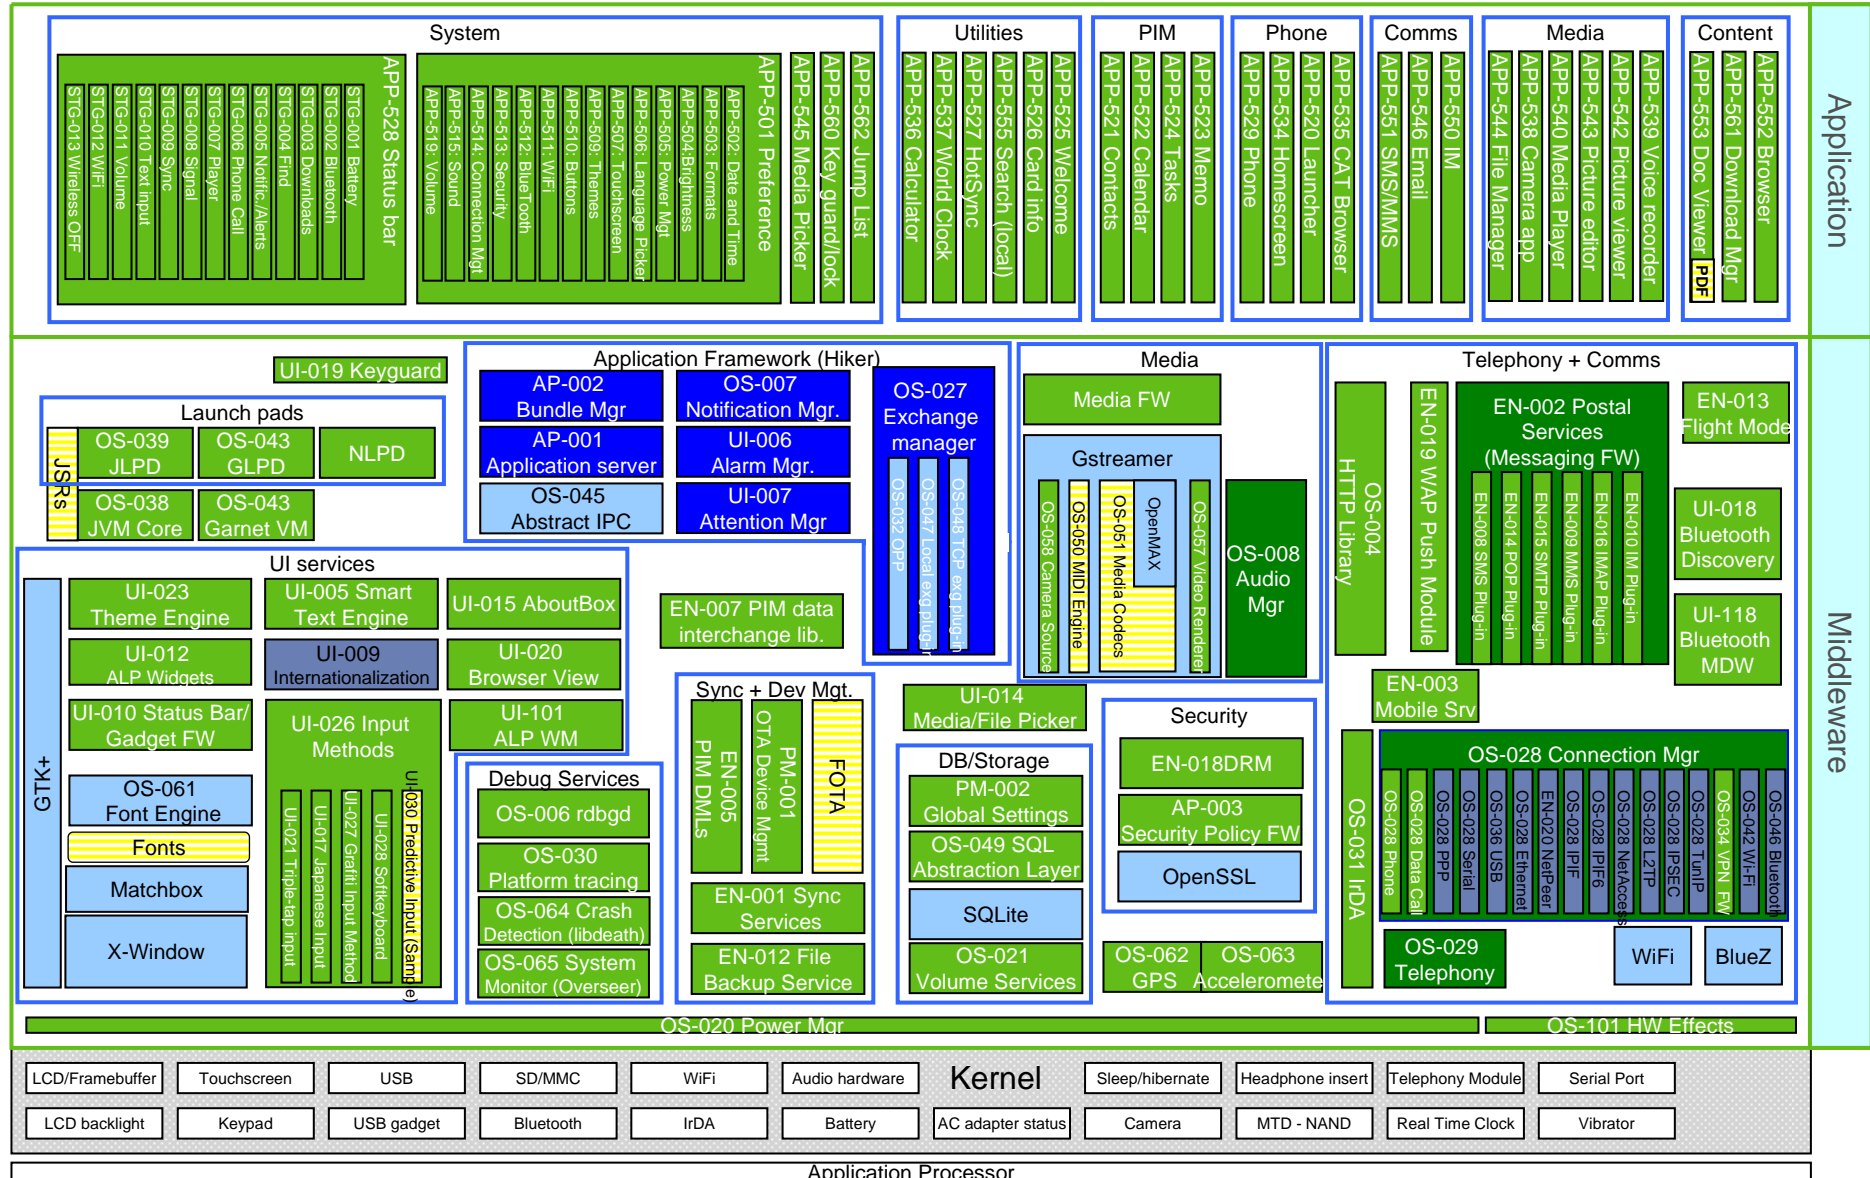 System
APP-528 Status bar
STG-013 Wireless OFF
STG-012 WiFi
STG-011 Volume
STG-010 Text input
STG-009 Sync
STG-008 Signal
STG-007 Player
STG-006 Phone Call
STG-005 Notific./Alerts
STG-004 Find
STG-003 Downloads
STG-002 Bluetooth
STG-001 Battery
APP-501 Preference
APP-519: Volume
APP-515: Sound
APP-514: Connection Mgt
APP-513: Security
APP-512: BlueTooth
APP-511: WiFi
APP-510: Buttons
APP-509: Themes
APP-507: Touchscreen
APP-506: Language Picker
APP-505: Power Mgt
APP-504:Brightness
APP-503: Formats
APP-502: Date and Time
APP-545 Media Picker
APP-560 Key guard/lock
APP-562 Jump List
Utilities
APP-536 Calculator
APP-537 World Clock
APP-527 HotSync
APP-555 Search (local)
APP-526 Card info
APP-525 Welcome
PIM
APP-521 Contacts
APP-522 Calendar
APP-524 Tasks
APP-523 Memo
Phone
APP-529 Phone
APP-534 Homescreen
APP-520 Launcher
APP-535 CAT Browser
Comms
APP-551 SMS/MMS
APP-546 Email
APP-550 IM
Media
APP-544 File Manager
APP-538 Camera app
APP-540 Media Player
APP-543 Picture editor
APP-542 Picture viewer
APP-539 Voice recorder
Content
APP-553 Doc Viewer
PDF
APP-561 Download Mgr
APP-552 Browser
Application
UI-019 Keyguard
Launch pads
JSRs
OS-039
JLPD
OS-043
GLPD
NLPD
OS-038
JVM Core
OS-043
Garnet VM
Application Framework (Hiker)
AP-002
Bundle Mgr
OS-007
Notification Mgr.
AP-001
Application server
UI-006
Alarm Mgr.
OS-045
Abstract IPC
UI-007
Attention Mgr
OS-027
Exchange
manager
OS-032 OPP
OS-047 Local exg plug-in
OS-048 TCP exg plug-in
Media
Media FW
Gstreamer
OS-058 Camera Source
OS-050 MIDI Engine
OS-051 Media Codecs
OpenMAX
OS-057 Video Renderer
OS-008
Audio
Mgr
Telephony + Comms
OS-004
HTTP Library
EN-019 WAP Push Module
EN-002 Postal
Services
(Messaging FW)
EN-008 SMS Plug-in
EN-014 POP Plug-in
EN-015 SMTP Plug-in
EN-009 MMS Plug-in
EN-016 IMAP Plug-in
EN-010 IM Plug-in
EN-013
Flight Mode
UI-018
Bluetooth
Discovery
UI-118
Bluetooth
MDW
EN-003
Mobile Srv
OS-031 IrDA
OS-028 Connection Mgr
OS-028 Phone
OS-028 Data Call
OS-028 PPP
OS-028 Serial
OS-036 USB
OS-028 Ethernet
EN-020 NetPeer
OS-028 IPIF
OS-028 IPIF6
OS-028 NetAccess
OS-028 L2TP
OS-028 IPSEC
OS-028 TunIP
OS-034 VPN FW
OS-042 Wi-Fi
OS-046 Bluetooth
OS-029
Telephony
WiFi
BlueZ
UI services
GTK+
UI-023
Theme Engine
UI-005 Smart
Text Engine
UI-015 AboutBox
UI-012
ALP Widgets
UI-009
Internationalization
UI-020
Browser View
UI-010 Status Bar/
Gadget FW
UI-026 Input
Methods
UI-101
ALP WM
UI-021 Triple-tap input
UI-017 Japanese Input
UI-027 Grafiti Input Method
UI-028 Softkeyboard
UI-030 Predictive Input (Sample)
OS-061
Font Engine
Fonts
Matchbox
X-Window
EN-007 PIM data
interchange lib.
Debug Services
OS-006 rdbgd
OS-030
Platform tracing
OS-064 Crash
Detection (libdeath)
OS-065 System
Monitor (Overseer)
Sync + Dev Mgt.
EN-005
PIM DMLs
PM-001
OTA Device Mgmt
FOTA
EN-001 Sync
Services
EN-012 File
Backup Service
UI-014
Media/File Picker
DB/Storage
PM-002
Global Settings
OS-049 SQL
Abstraction Layer
SQLite
OS-021
Volume Services
Security
EN-018DRM
AP-003
Security Policy FW
OpenSSL
OS-062
GPS
OS-063
Acceleromete
Middleware
OS-020 Power Mgr
OS-101 HW Effects
Kernel
LCD/Framebuffer
Touchscreen
USB
SD/MMC
WiFi
Audio hardware
Sleep/hibernate
Headphone insert
Telephony Module
Serial Port
LCD backlight
Keypad
USB gadget
Bluetooth
IrDA
Battery
AC adapter status
Camera
MTD - NAND
Real Time Clock
Vibrator
Application Processor